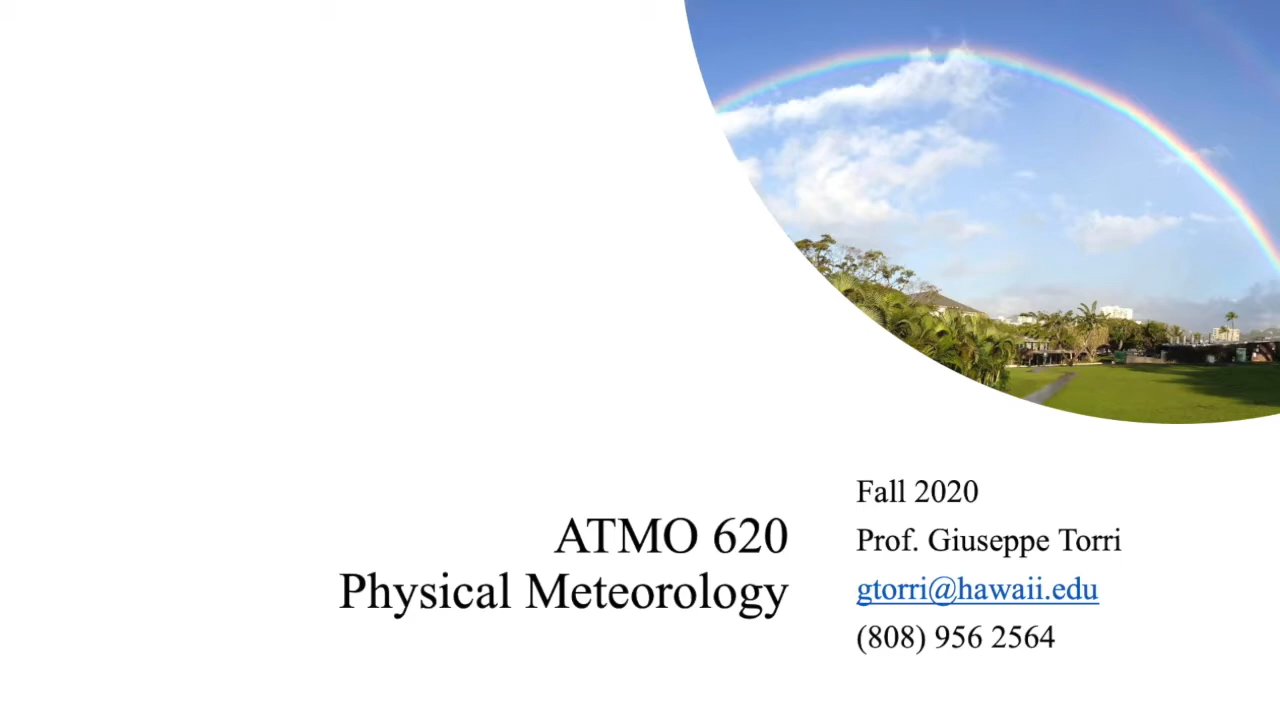 ATMO 620
Physical Meteorology
Fall 2020
Prof. Giuseppe Torri
gtorri@hawaii.edu
(808) 956 2564